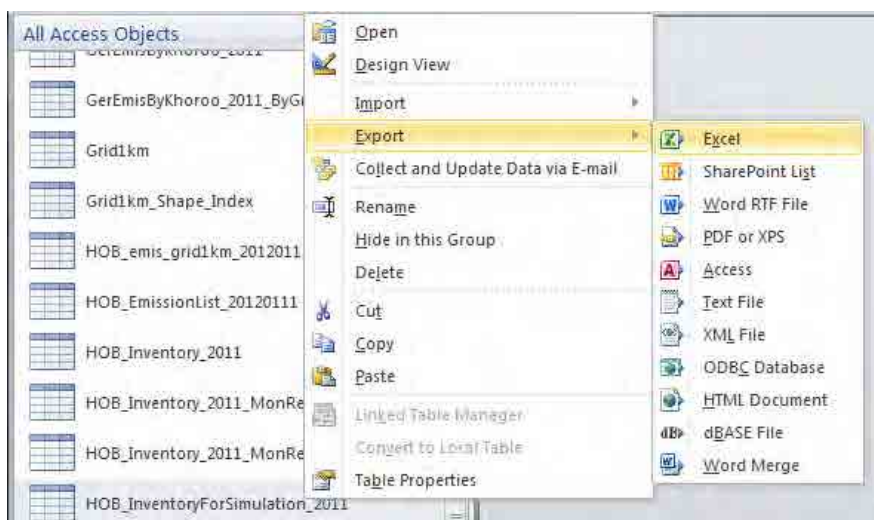 All Access Objects
GerEmisByKhoroo_2011
GerEmisByKhoroo_2011_ByG
Grid1km
Grid1km_Shape_Index
HOB_emis_grid1km_2012011
HOB_EmissionList_20120111
HOB_Inventory_2011
HOB_Inventory_2011_MonRe
HOB_Inventory_2011_MonRe
HOB_InventoryForSimulation_2011
Open
Design View
Import
Export
Collect and Update Data via E-mail
Rename
Hide in this Group
Delete
Cut
Copy
Paste
Linked Table Manager
Convert to Local Table
Table Properties
Excel
SharePoint List
Word RTF File
PDF or XPS
Access
Text File
XML File
ODBC Database
HTML Document
dBASE File
Word Merge